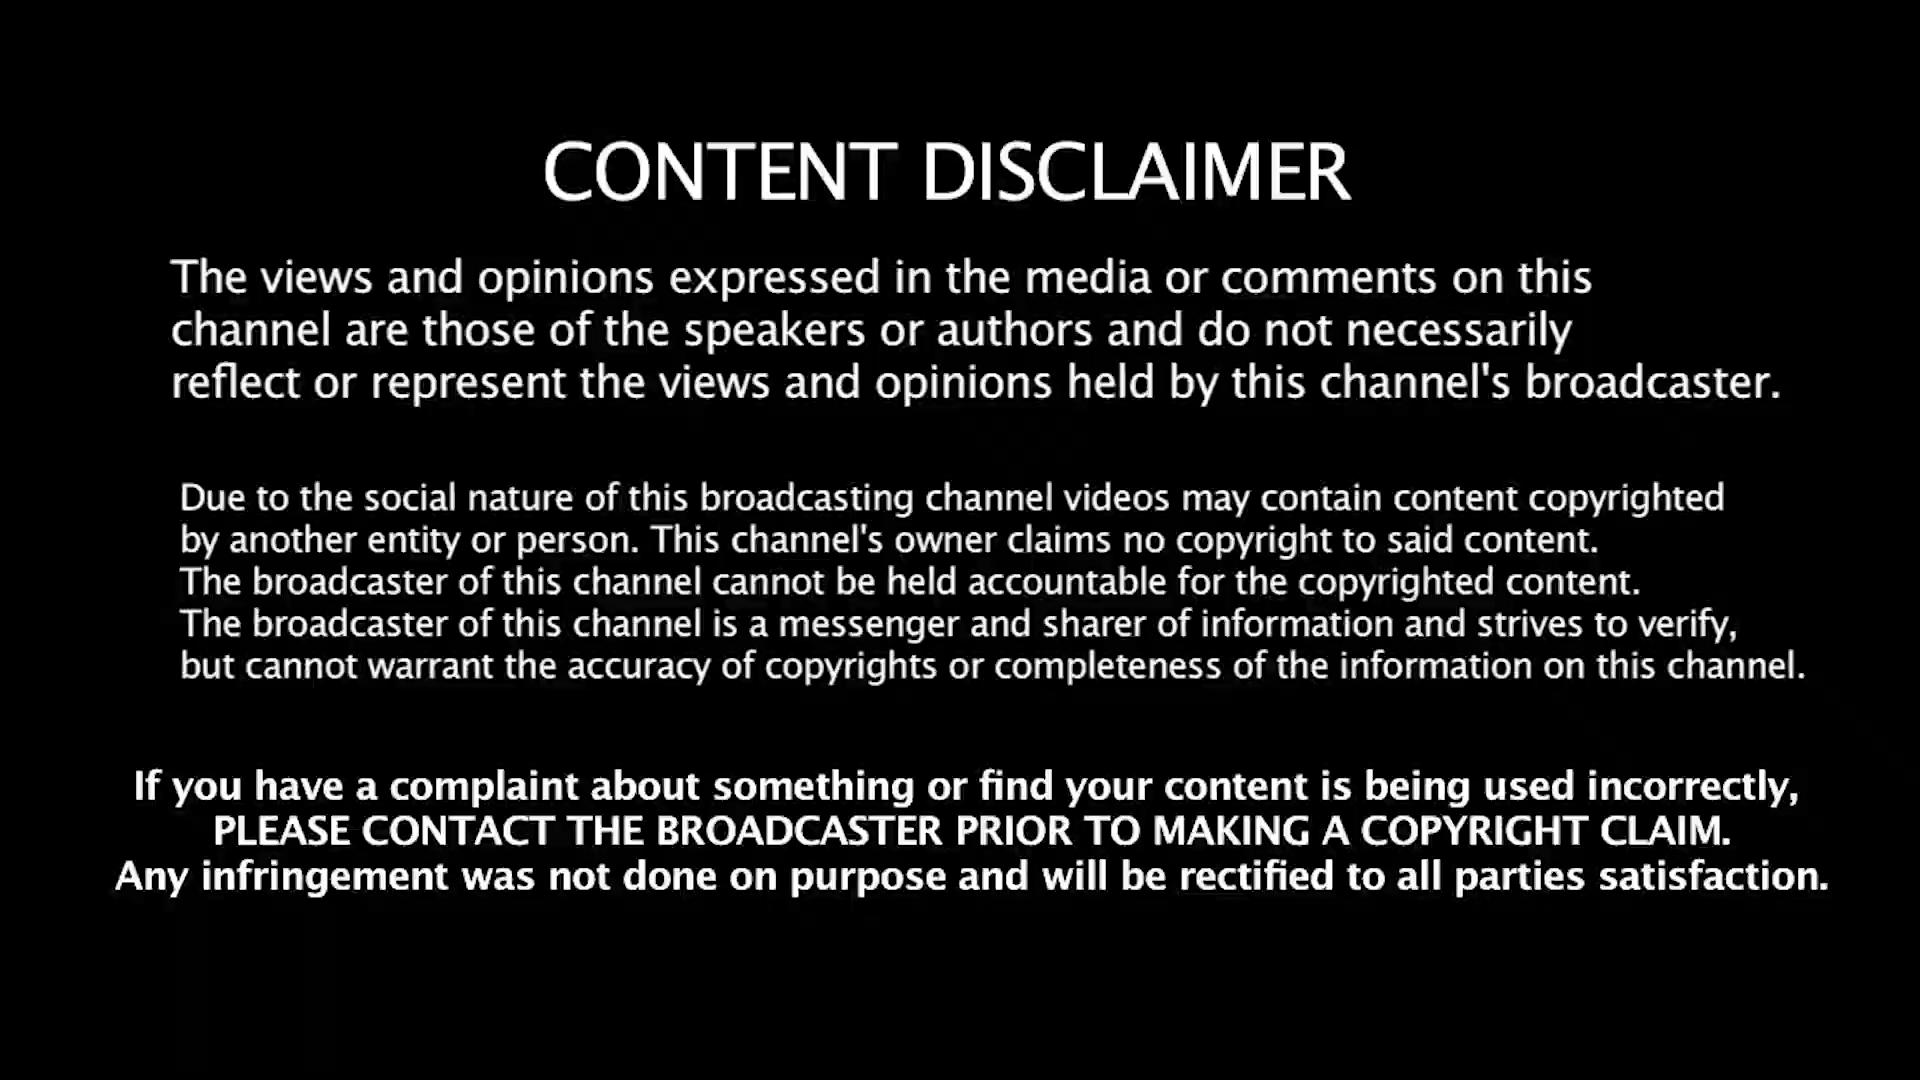 CONTENT DISCLAIMER
The views and opinions expressed in the media or comments on this
channel are those of the speakers or authors and do not necessarily
reflect or represent the views and opinions held by this channel's broadcaster.
Due to the social nature of this broadcasting channel videos may contain content copyrighted
by another entity or person. This channel's owner claims no copyright to said content.
The broadcaster of this channel cannot be held accountable for the copyrighted content.
The broadcaster of this channel is a messenger and sharer of information and strives to verify,
but cannot warrant the accuracy of copyrights or completeness of the information on this channel.
If you have a complaint about something or find your content is being used incorrectly,
PLEASE CONTACT THE BROADCASTER PRIOR TO MAKING A COPYRIGHT CLAIM.
Any infringement was not done on purpose and will be rectified to all parties satisfaction.